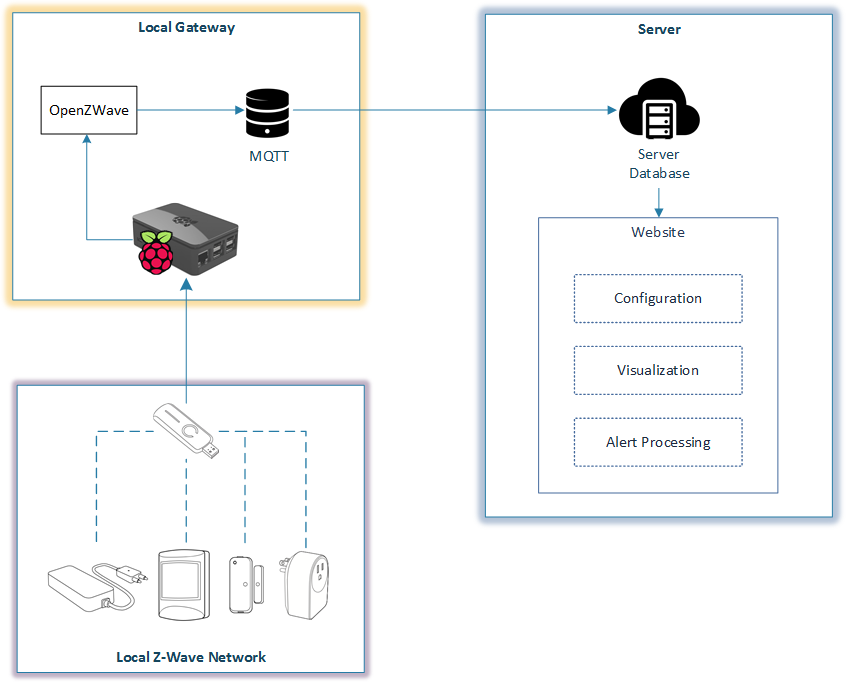 Local Gateway
OpenZWave
MQTT
Server
Server
Database
Website
Configuration
Visualization
Alert Processing
Local Z-Wave Network